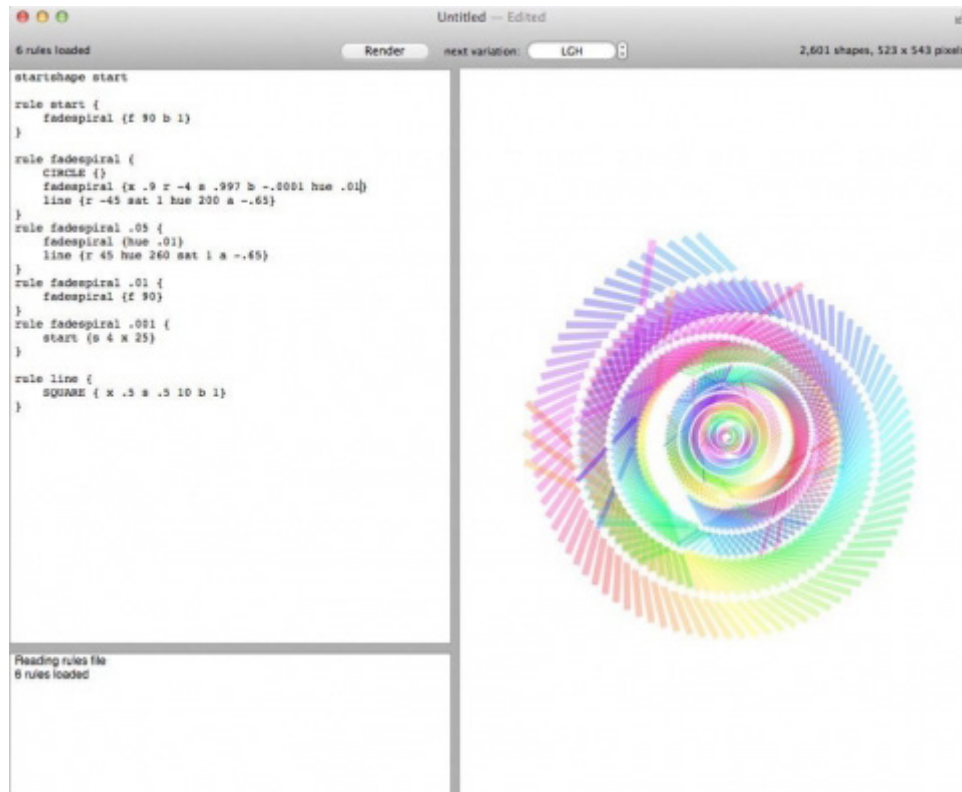 Untitled — Edited
6 rules loaded
Render
next variation:
LGH
2,601 shapes, 523 x 543 pixels
startshape start
rule start {
fadespiral {f 90 b 1}
}
rule fadespiral {
CIRCLE {}
fadespiral {x .9 r -4 s .997 b -.0001 hue .01}
line {r -45 sat 1 hue 200 a -.65}
}
rule fadespiral .05 {
fadespiral {hue .01}
line {r 45 hue 260 sat 1 a -.65}
}
rule fadespiral .01 {
fadespiral {f 90}
}
rule fadespiral .001 {
start {s 4 x 25}
}
rule line {
SQUARE { x .5 s .5 10 b 1}
}
Reading rules file
6 rules loaded